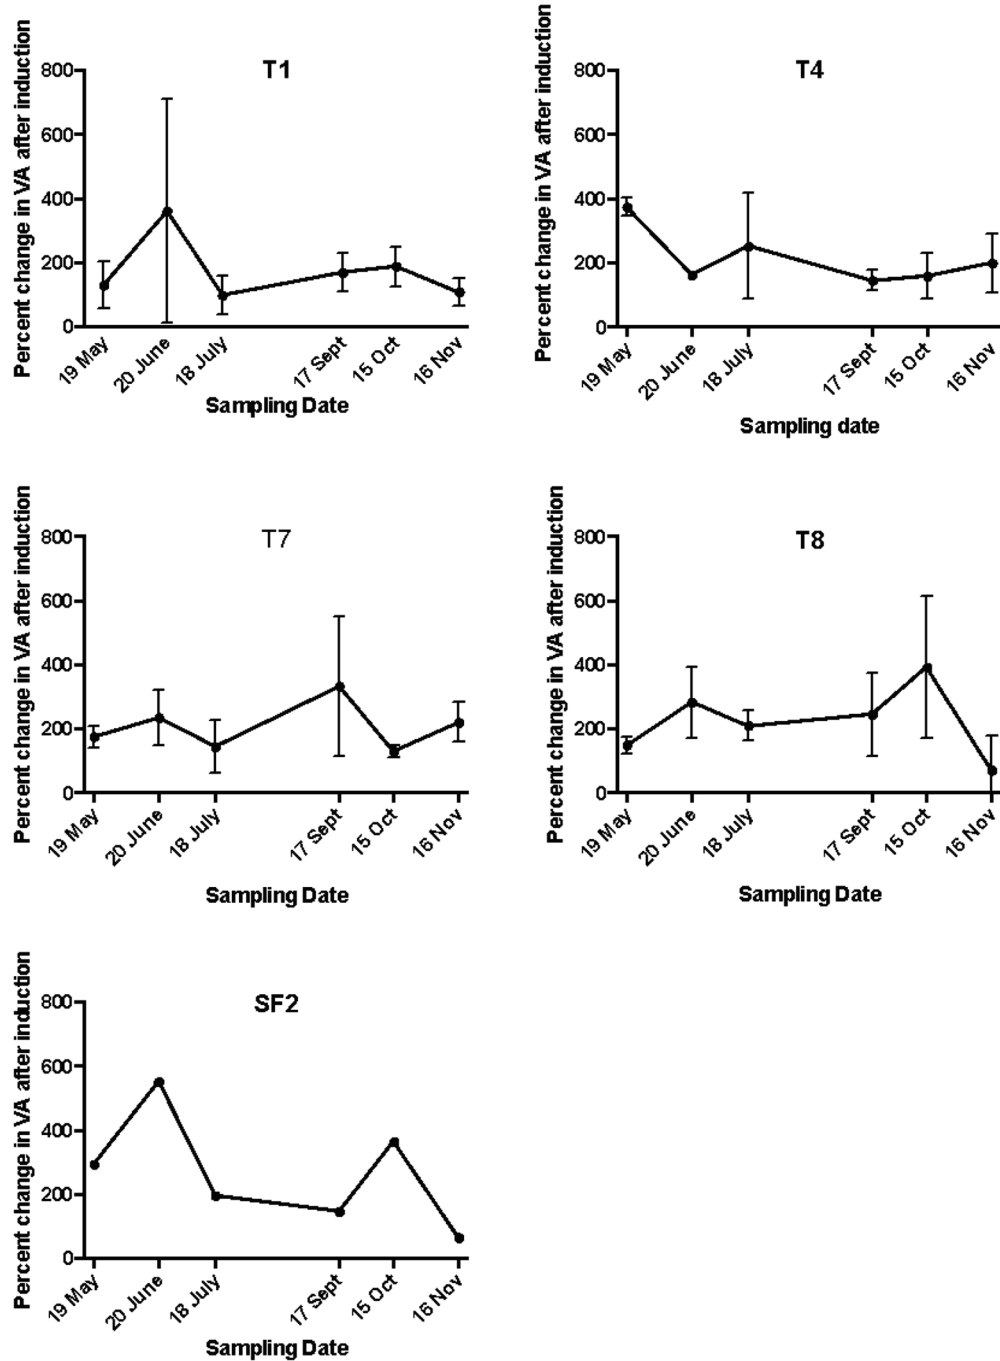 T1
Percent change in VA after induction
800
600
400
200
0
19 May
20 June
18 July
17 Sept
15 Oct
16 Nov
Sampling Date
T4
Percent change in VA after induction
800
600
400
200
0
19 May
20 June
18 July
17 Sept
15 Oct
16 Nov
Sampling date
T7
Percent change in VA after induction
800
600
400
200
0
19 May
20 June
18 July
17 Sept
15 Oct
16 Nov
Sampling Date
T8
Percent change in VA after induction
800
600
400
200
0
19 May
20 June
18 July
17 Sept
15 Oct
16 Nov
Sampling Date
SF2
Percent change in VA after induction
800
600
400
200
0
19 May
20 June
18 July
17 Sept
15 Oct
16 Nov
Sampling Date